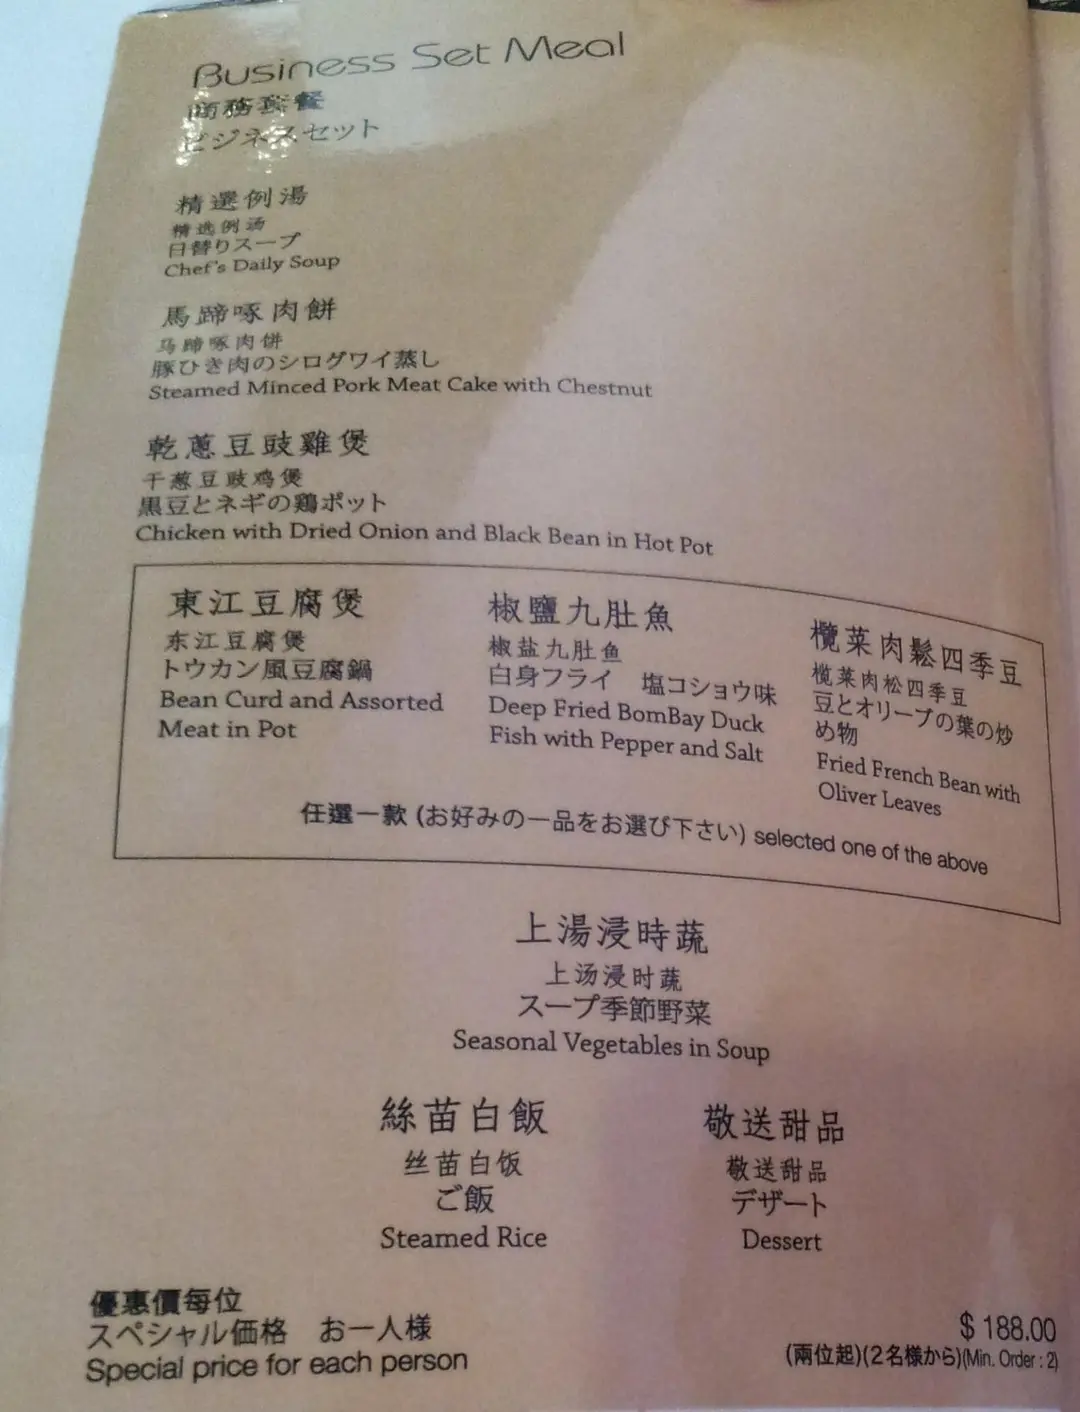 Business Set Meal
商務套餐
ビジネスセット
精選例湯
精选例汤
日替りスープ
Chef's Daily Soup
馬蹄啄肉餅
马蹄啄肉饼
豚ひき肉のシログワイ蒸し
Steamed Minced Pork Meat Cake with Chestnut
乾蔥豆豉雞煲
干葱豆豉鸡煲
黒豆とネギの鶏ポット
Chicken with Dried Onion and Black Bean in Hot Pot
東江豆腐煲
东江豆腐煲
トウカン風豆腐鍋
Bean Curd and Assorted
Meat in Pot
椒鹽九肚魚
椒盐九肚鱼
白身フライ 塩コショウ味
Deep Fried BomBay Duck
Fish with Pepper and Salt
欖菜肉鬆四季豆
榄菜肉松四季豆
豆とオリーブの葉の炒
め物
Fried French Bean with
Oliver Leaves
任選一款 (お好みの一品をお選び下さい) selected one of the above
上湯浸時蔬
上汤浸时蔬
スープ季節野菜
Seasonal Vegetables in Soup
絲苗白飯
丝苗白饭
ご飯
Steamed Rice
敬送甜品
敬送甜品
デザート
Dessert
優惠價每位
スペシャル価格 お一人様
Special price for each person
$ 188.00
(兩位起)(2名様から)(Min. Order : 2)